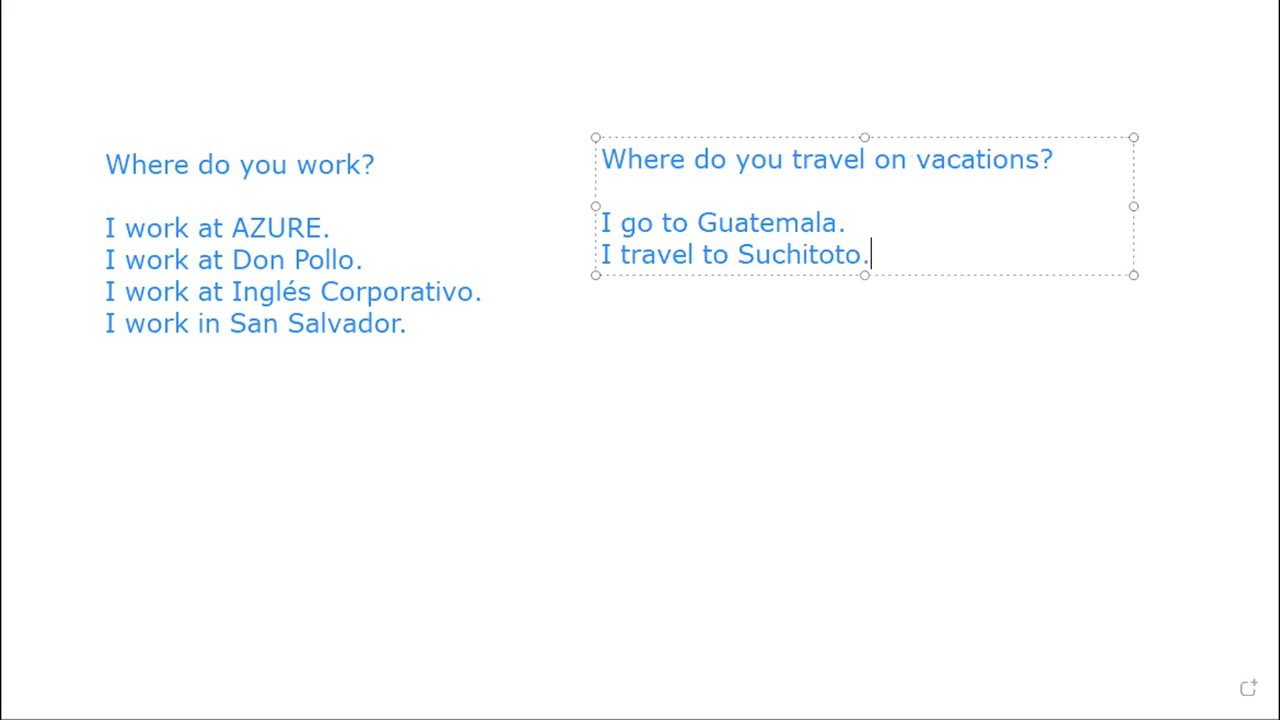 Where do you work?
I work at AZURE.
I work at Don Pollo.
I work at Inglés Corporativo.
I work in San Salvador.
Where do you travel on vacations?
I go to Guatemala.
I travel to Suchitoto.